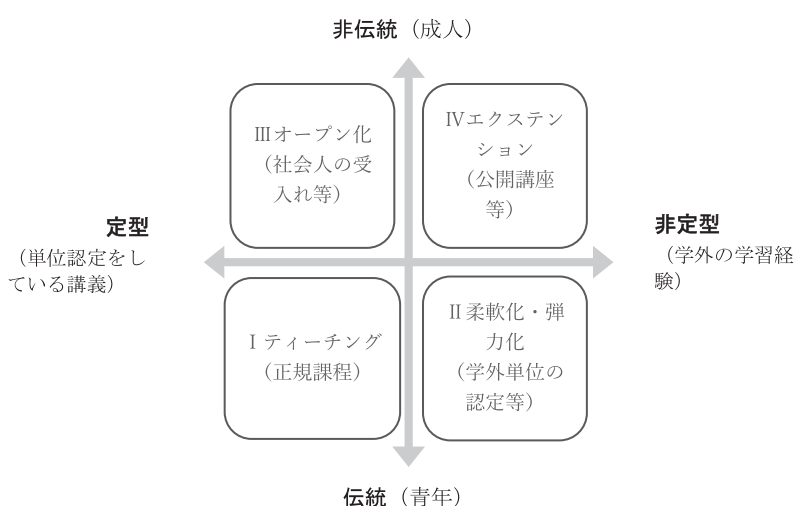 非伝統（成人）
Ⅲオープン化
（社会人の受
入れ等）
Ⅳエクステン
ション
（公開講座
等）
定型
（単位認定をし
ている講義）
非定型
（学外の学習経
験）
Ⅰティーチング
（正規課程）
Ⅱ柔軟化・弾
力化
（学外単位の
認定等）
伝統（青年）